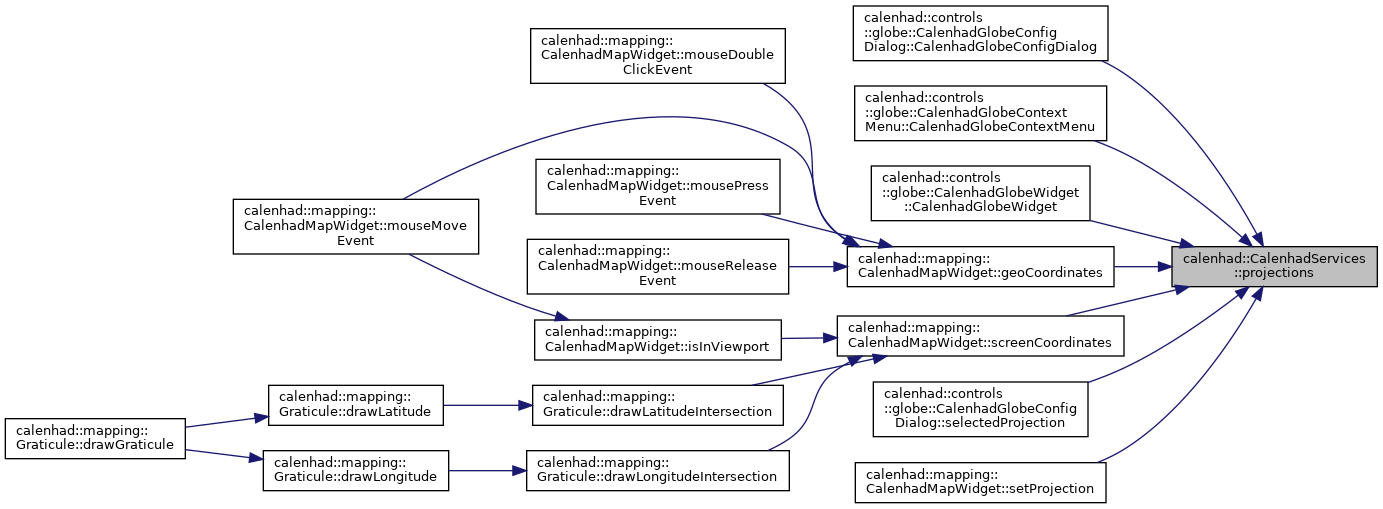 calenhad::controls
::globe::CalenhadGlobeConfig
Dialog::CalenhadGlobeConfigDialog
calenhad::mapping::
CalenhadMapWidget::mouseDouble
ClickEvent
calenhad::controls
::globe::CalenhadGlobeContext
Menu::CalenhadGlobeContextMenu
calenhad::mapping::
CalenhadMapWidget::mousePress
Event
calenhad::controls
::globe::CalenhadGlobeWidget
::CalenhadGlobeWidget
calenhad::mapping::
CalenhadMapWidget::mouseMove
Event
calenhad::mapping::
CalenhadMapWidget::mouseRelease
Event
calenhad::mapping::
CalenhadMapWidget::geoCoordinates
calenhad::CalenhadServices
::projections
calenhad::mapping::
CalenhadMapWidget::isInViewport
calenhad::mapping::
CalenhadMapWidget::screenCoordinates
calenhad::mapping::
Graticule::drawLatitude
calenhad::mapping::
Graticule::drawLatitudeIntersection
calenhad::controls
::globe::CalenhadGlobeConfig
Dialog::selectedProjection
calenhad::mapping::
Graticule::drawGraticule
calenhad::mapping::
Graticule::drawLongitude
calenhad::mapping::
Graticule::drawLongitudeIntersection
calenhad::mapping::
CalenhadMapWidget::setProjection